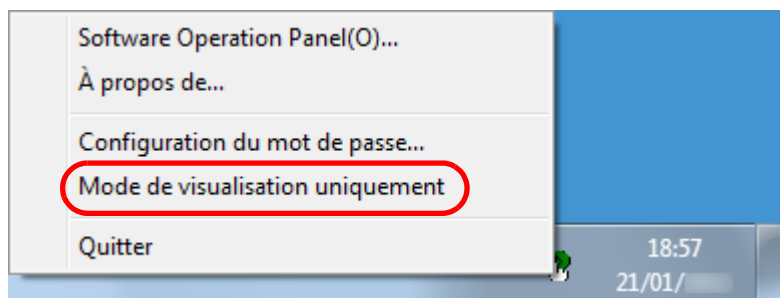 Software Operation Panel(O)...
À propos de...
Configuration du mot de passe...
Mode de visualisation uniquement
Quitter
18:57
21/01/